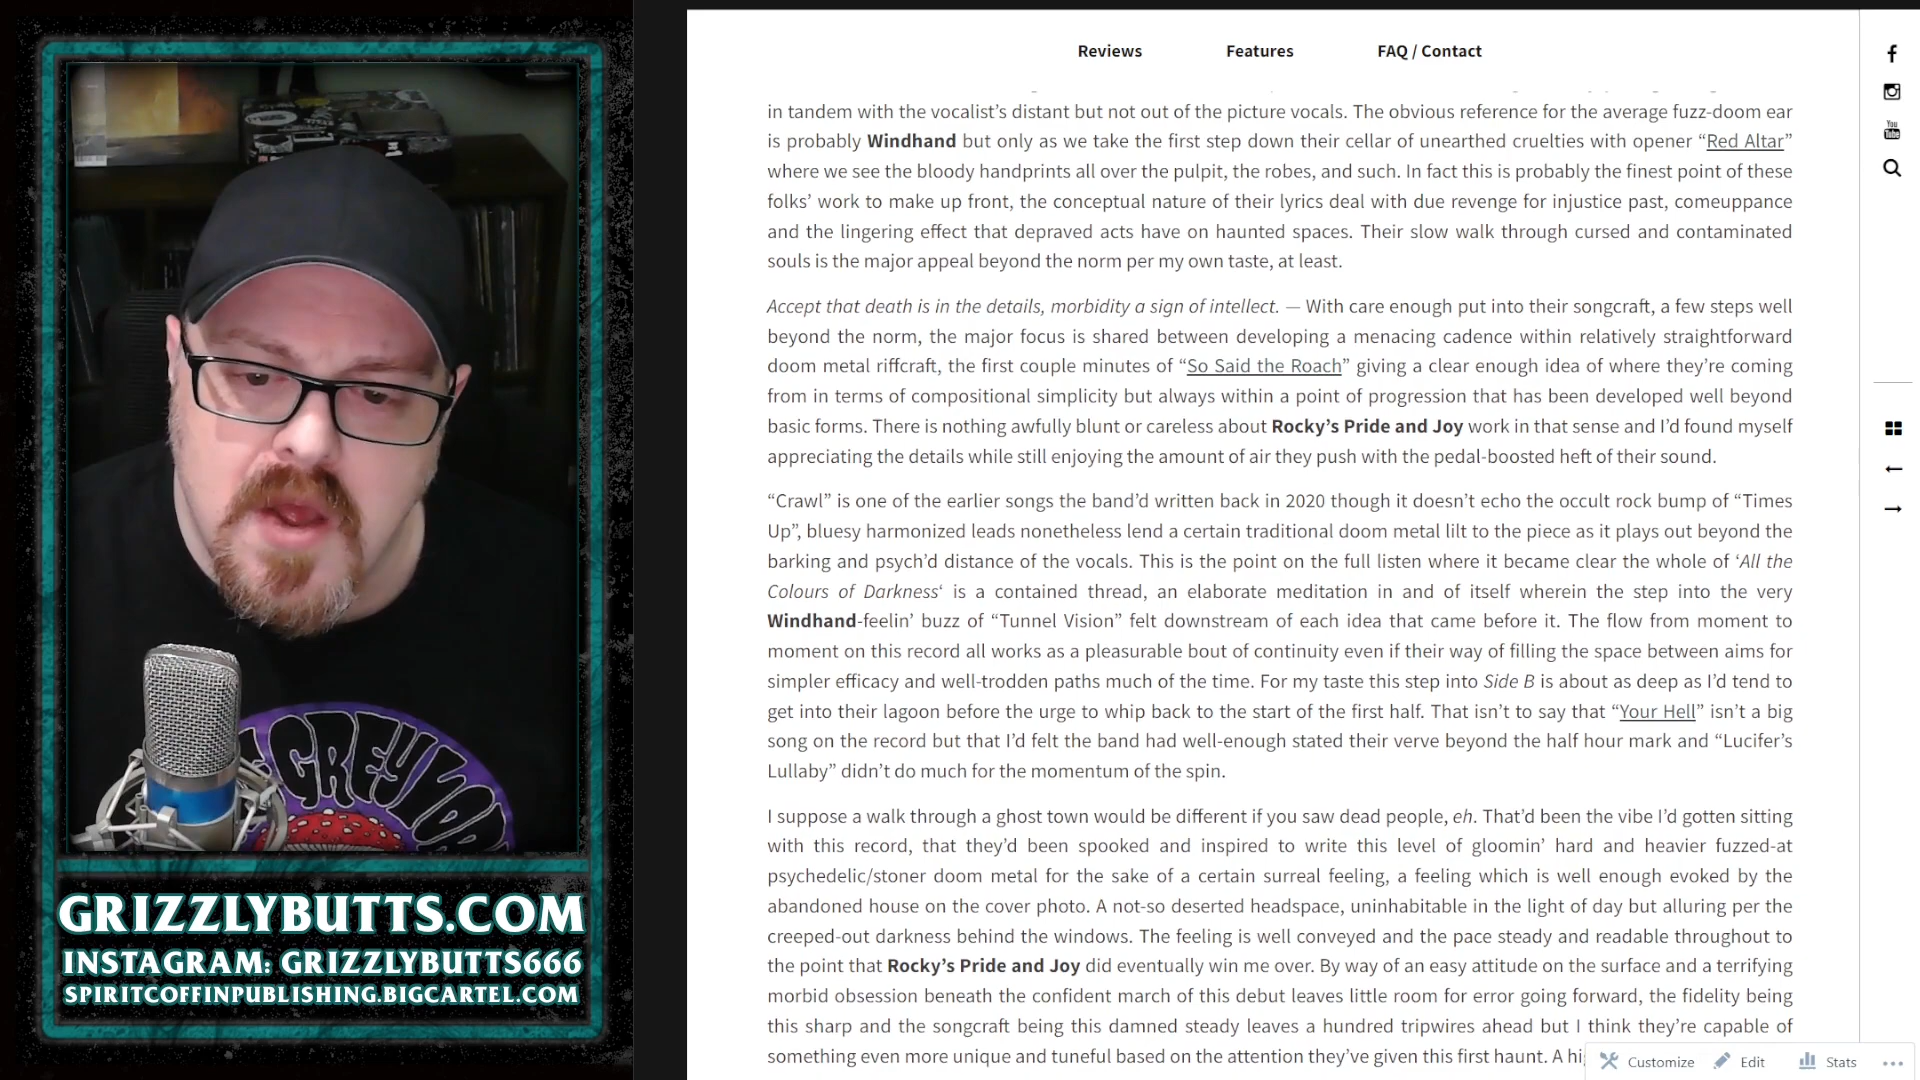 Reviews
Features
FAQ / Contact
in tandem with the vocalist’s distant but not out of the picture vocals. The obvious reference for the average fuzz-doom ear
is probably Windhand but only as we take the first step down their cellar of unearthed cruelties with opener “Red Altar”
where we see the bloody handprints all over the pulpit, the robes, and such. In fact this is probably the finest point of these
folks’ work to make up front, the conceptual nature of their lyrics deal with due revenge for injustice past, comeuppance
and the lingering effect that depraved acts have on haunted spaces. Their slow walk through cursed and contaminated
souls is the major appeal beyond the norm per my own taste, at least.
Accept that death is in the details, morbidity a sign of intellect. — With care enough put into their songcraft, a few steps well
beyond the norm, the major focus is shared between developing a menacing cadence within relatively straightforward
doom metal riffcraft, the first couple minutes of “So Said the Roach” giving a clear enough idea of where they’re coming
from in terms of compositional simplicity but always within a point of progression that has been developed well beyond
basic forms. There is nothing awfully blunt or careless about Rocky’s Pride and Joy work in that sense and I’d found myself
appreciating the details while still enjoying the amount of air they push with the pedal-boosted heft of their sound.
“Crawl” is one of the earlier songs the band’d written back in 2020 though it doesn’t echo the occult rock bump of “Times
Up”, bluesy harmonized leads nonetheless lend a certain traditional doom metal lilt to the piece as it plays out beyond the
barking and psych’d distance of the vocals. This is the point on the full listen where it became clear the whole of ‘All the
Colours of Darkness‘ is a contained thread, an elaborate meditation in and of itself wherein the step into the very
Windhand-feelin’ buzz of “Tunnel Vision” felt downstream of each idea that came before it. The flow from moment to
moment on this record all works as a pleasurable bout of continuity even if their way of filling the space between aims for
simpler efficacy and well-trodden paths much of the time. For my taste this step into Side B is about as deep as I’d tend to
get into their lagoon before the urge to whip back to the start of the first half. That isn’t to say that “Your Hell” isn’t a big
song on the record but that I’d felt the band had well-enough stated their verve beyond the half hour mark and “Lucifer’s
Lullaby” didn’t do much for the momentum of the spin.
I suppose a walk through a ghost town would be different if you saw dead people, eh. That’d been the vibe I’d gotten sitting
with this record, that they’d been spooked and inspired to write this level of gloomin’ hard and heavier fuzzed-at
psychedelic/stoner doom metal for the sake of a certain surreal feeling, a feeling which is well enough evoked by the
abandoned house on the cover photo. A not-so deserted headspace, uninhabitable in the light of day but alluring per the
creeped-out darkness behind the windows. The feeling is well conveyed and the pace steady and readable throughout to
the point that Rocky’s Pride and Joy did eventually win me over. By way of an easy attitude on the surface and a terrifying
morbid obsession beneath the confident march of this debut leaves little room for error going forward, the fidelity being
this sharp and the songcraft being this damned steady leaves a hundred tripwires ahead but I think they’re capable of
something even more unique and tuneful based on the attention they’ve given this first haunt. A
Customize
Edit
Stats
You
Tube
GREYLOR
GRIZZLYBUTTS.COM
INSTAGRAM: GRIZZLYBUTTS666
SPIRITCOFFINPUBLISHING.BIGCARTEL.COM